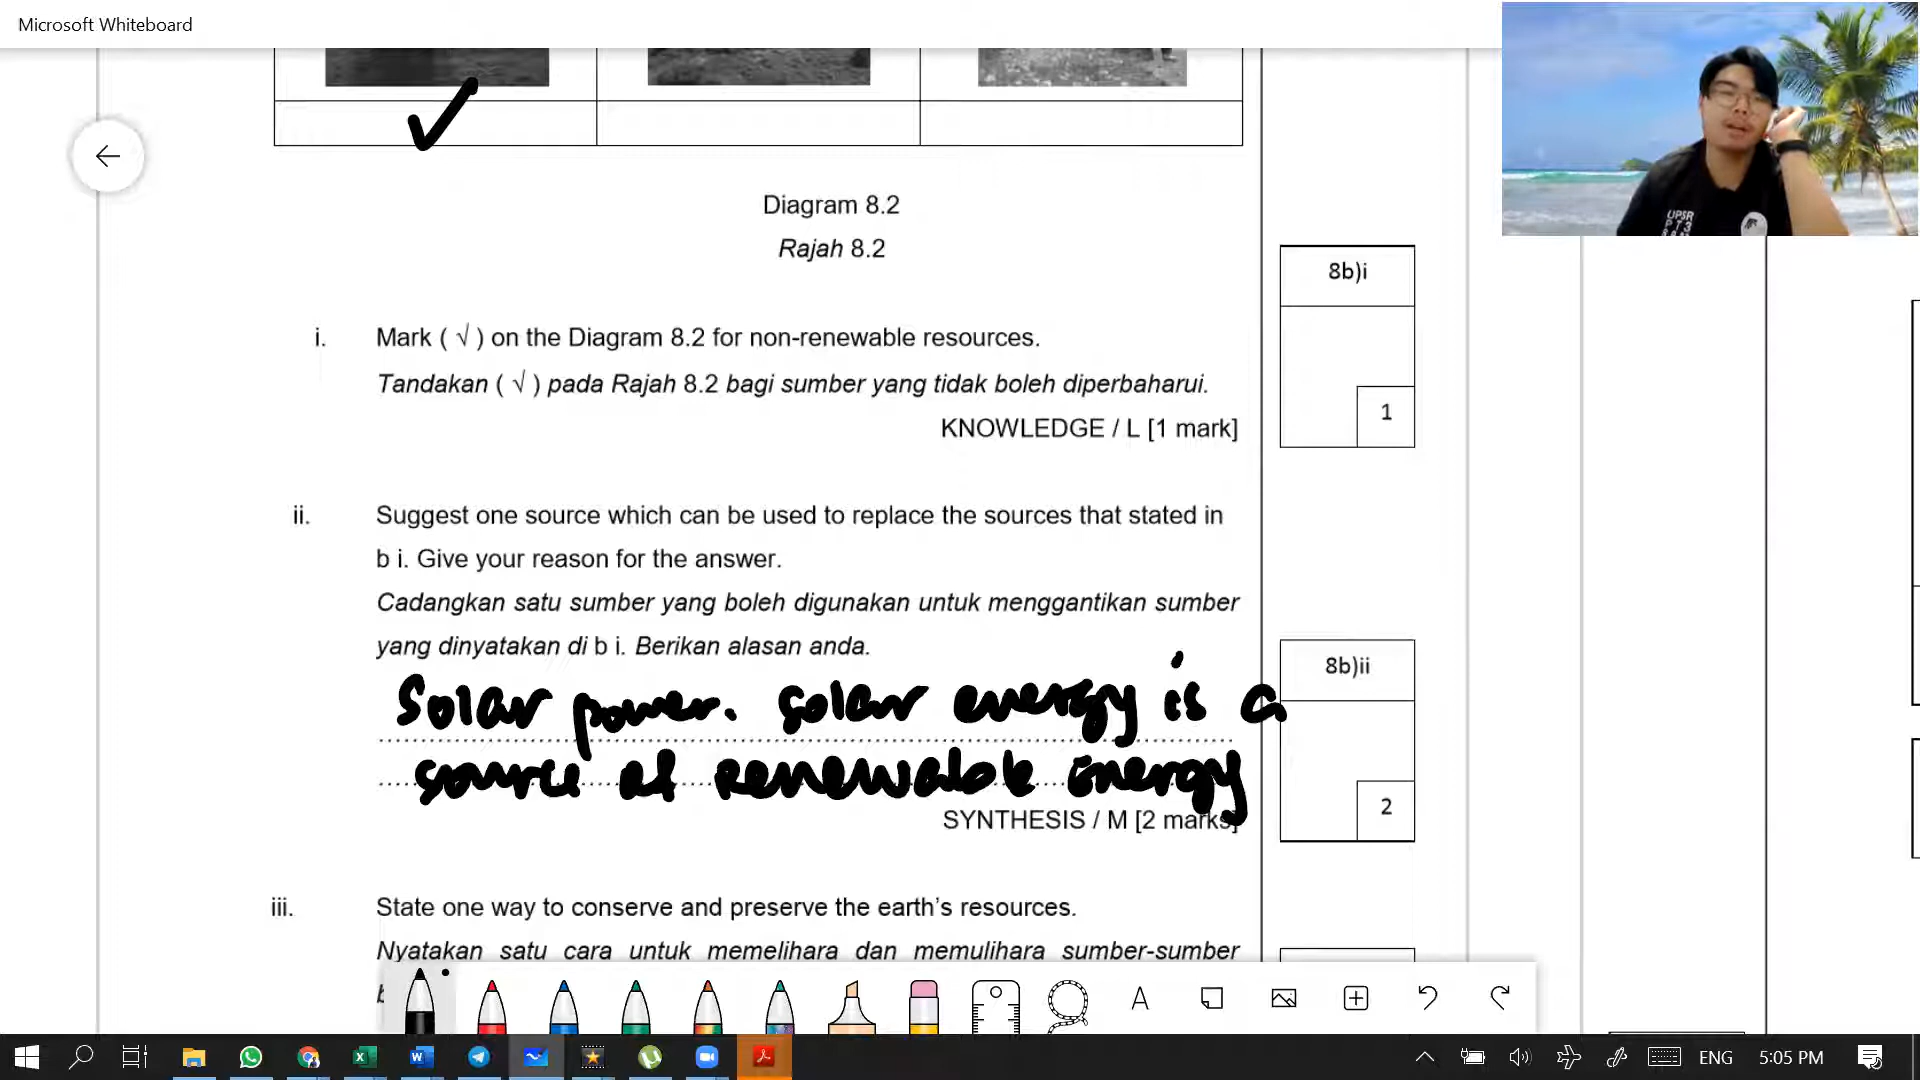 Microsoft Whiteboard
UPSR
PT3
Diagram 8.2
Rajah 8.2
8b)i
i. Mark ( √ ) on the Diagram 8.2 for non-renewable resources.
Tandakan ( √ ) pada Rajah 8.2 bagi sumber yang tidak boleh diperbaharui.
KNOWLEDGE / L [1 mark]
1
ii. Suggest one source which can be used to replace the sources that stated in
b i. Give your reason for the answer.
Cadangkan satu sumber yang boleh digunakan untuk menggantikan sumber
yang dinyatakan di b i. Berikan alasan anda.
8b)ii
Solar power. Solar energy is a
source of renewable energy
SYNTHESIS / M [2 marks]
2
iii. State one way to conserve and preserve the earth's resources.
Nyatakan satu cara untuk memelihara dan memulihara sumber-sumber
ENG 5:05 PM